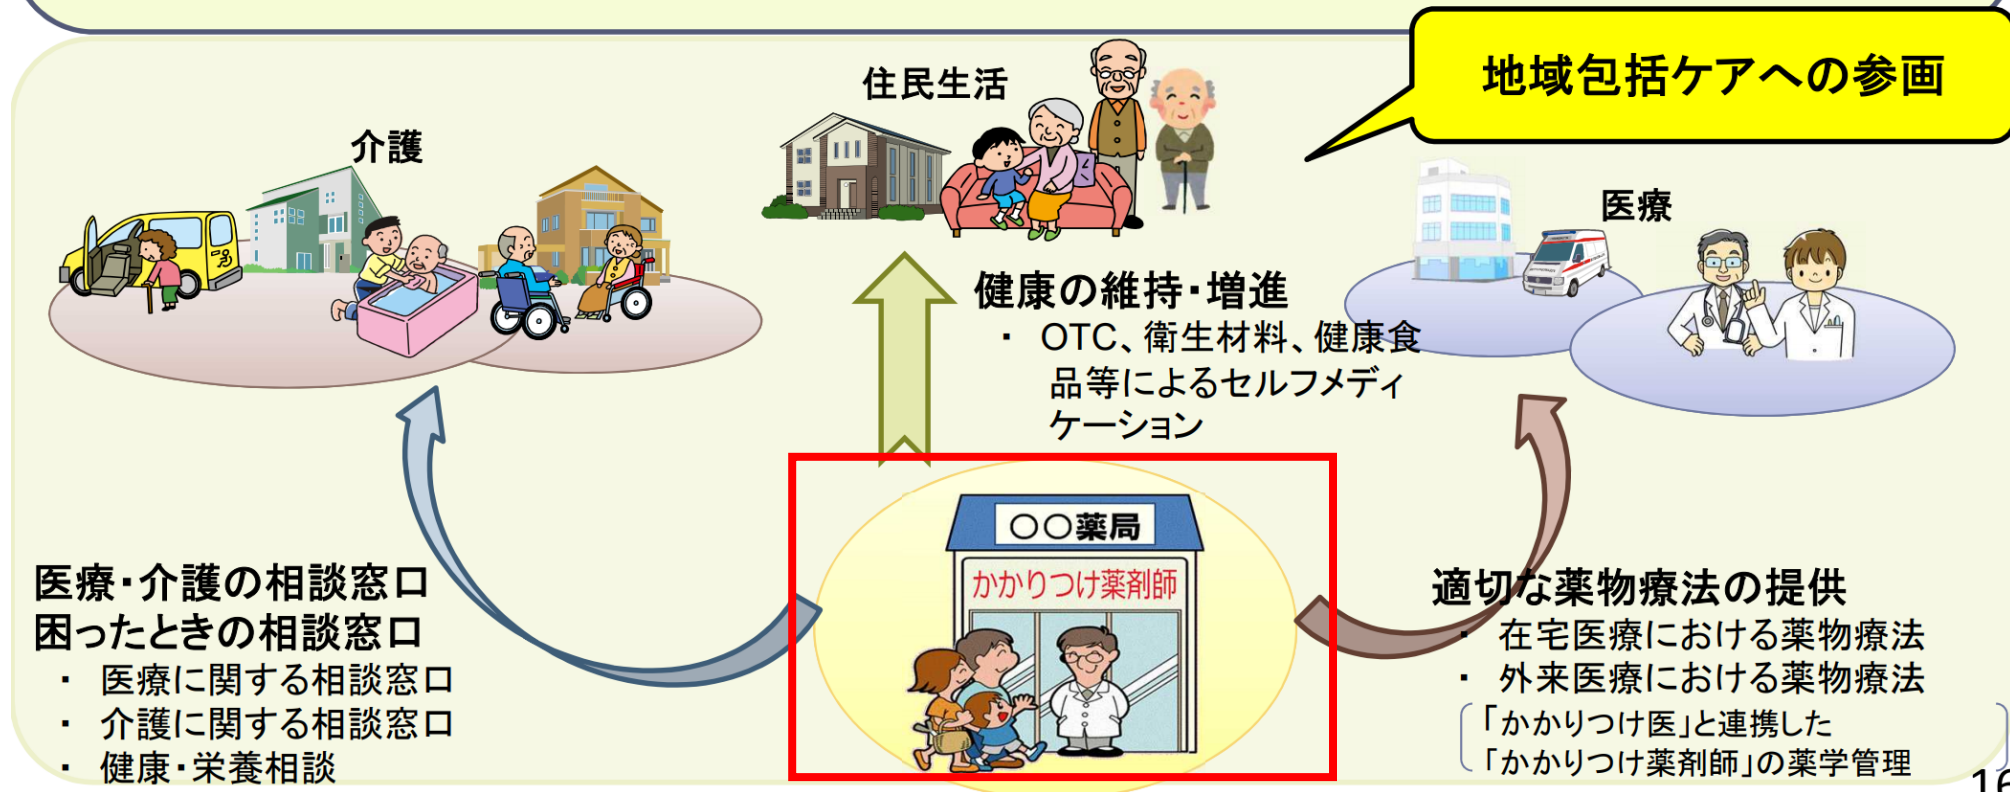 地域包括ケアへの参画
住民生活
介護
医療
健康の維持・増進
・ OTC、衛生材料、健康食
品等によるセルフメディ
ケーション
〇〇薬局
かかりつけ薬剤師
医療・介護の相談窓口
困ったときの相談窓口
・ 医療に関する相談窓口
・ 介護に関する相談窓口
・ 健康・栄養相談
適切な薬物療法の提供
・ 在宅医療における薬物療法
・ 外来医療における薬物療法
「かかりつけ医」と連携した
「かかりつけ薬剤師」の薬学管理
16